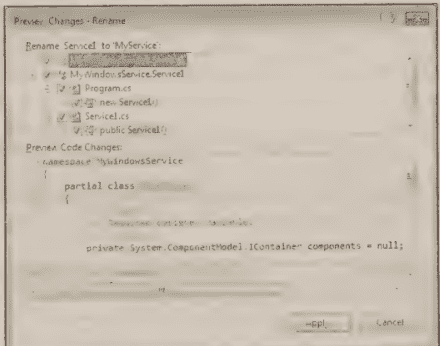 Preview Changes - Rename
Rename Service1 to 'MyService':
MyWindowsService.Service1
Program.cs
new Service1()
Service1.cs
public Service1()
Preview Code Changes:
namespace MyWindowsService
{
partial class
{
private System.ComponentModel.IContainer components = null;
Apply
Cancel